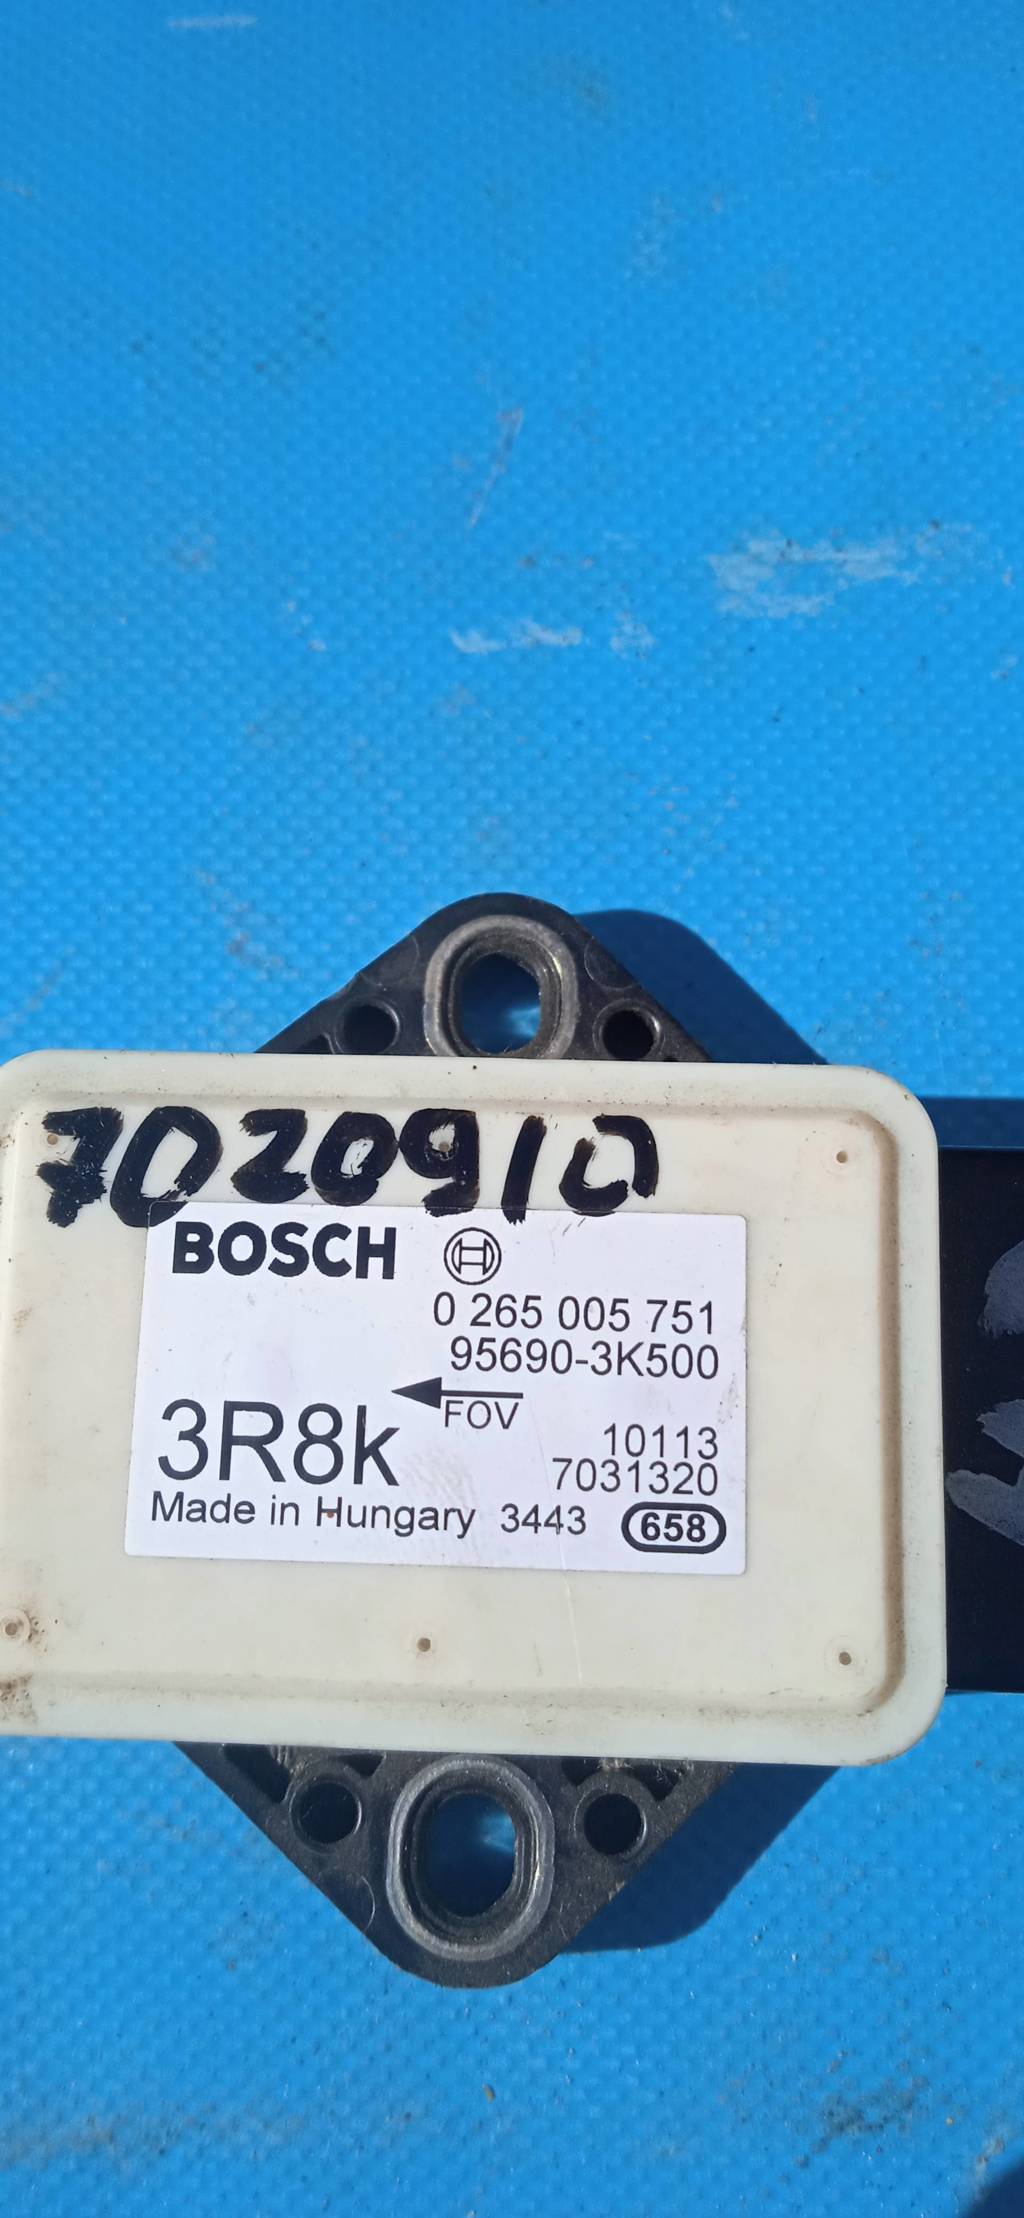 7020910
BOSCH
0 265 005 751
95690-3K500
FOV
3R8k
10113
7031320
Made in Hungary 3443 658